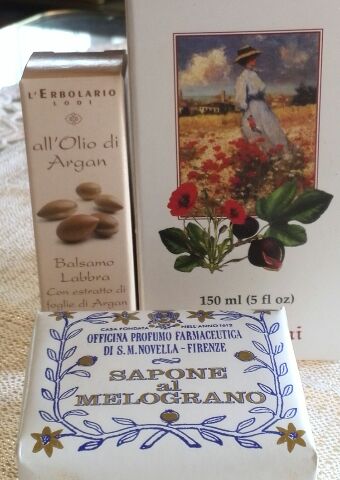 L'ERBOLARIO
LODI
all'Olio di
Argan
Balsamo
Labbra
Con estratto di
foglie di Argan
150 ml (5 fl oz)
CASA FONDATA NELL'ANNO 1612
OFFICINA PROFUMO FARMACEUTICA
DI S.M.NOVELLA – FIRENZE
SAPONE
al
MELOGRANO